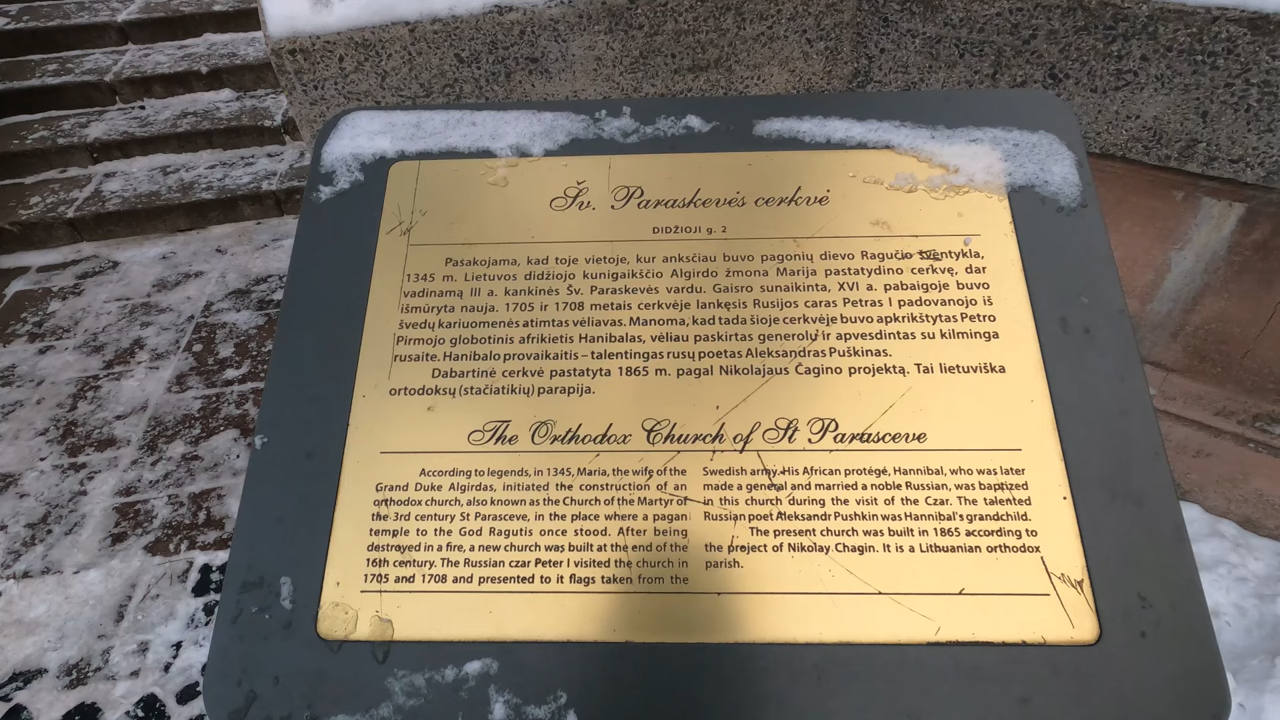 Šv. Paraskevės cerkvė
DIDŽIOJI g. 2
Pasakojama, kad toje vietoje, kur anksčiau buvo pagonių dievo Ragučio šventykla,
1345 m. Lietuvos didžiojo kunigaikščio Algirdo žmona Marija pastatydino cerkvę, dar
vadinamą III a. kankinės Šv. Paraskevės vardu. Gaisro sunaikinta, XVI a. pabaigoje buvo
išmūryta nauja. 1705 ir 1708 metais cerkvėje lankęsis Rusijos caras Petras I padovanojo iš
švedų kariuomenės atimtas vėliavas. Manoma, kad tada šioje cerkvėje buvo apkrikštytas Petro
Pirmojo globotinis afrikietis Hanibalas, vėliau paskirtas generolu ir apvesdintas su kilminga
rusaite. Hanibalo provaikaitis – talentingas rusų poetas Aleksandras Puškinas.
Dabartinė cerkvė pastatyta 1865 m. pagal Nikolajaus Čagino projektą. Tai lietuviška
ortodoksų (stačiatikių) parapija.
The Orthodox Church of St Parasceve
According to legends, in 1345, Maria, the wife of the
Grand Duke Algirdas, initiated the construction of an
orthodox church, also known as the Church of the Martyr of
the 3rd century St Parasceve, in the place where a pagan
temple to the God Ragutis once stood. After being
destroyed in a fire, a new church was built at the end of the
16th century. The Russian czar Peter I visited the church in
1705 and 1708 and presented to it flags taken from the
Swedish army. His African protégé, Hannibal, who was later
made a general and married a noble Russian, was baptized
in this church during the visit of the Czar. The talented
Russian poet Aleksandr Pushkin was Hannibal's grandchild.
The present church was built in 1865 according to
the project of Nikolay Chagin. It is a Lithuanian orthodox
parish.